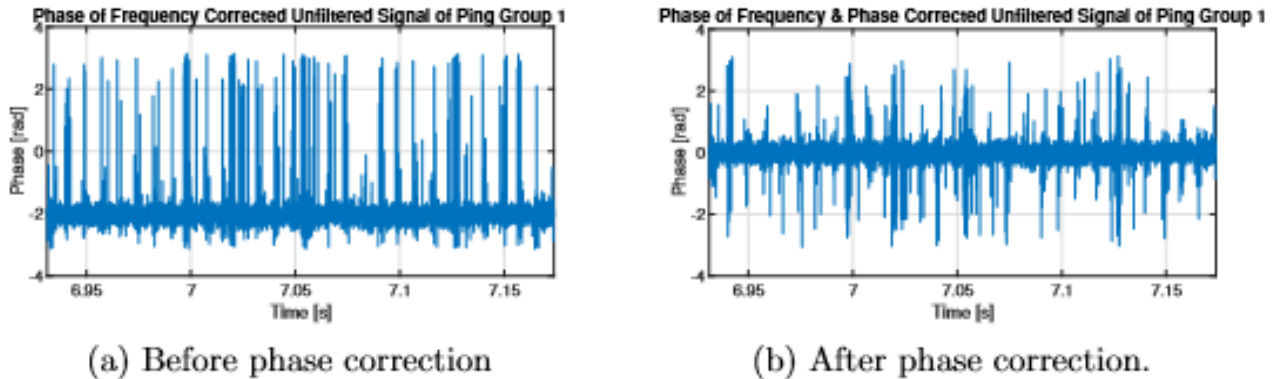 Phase of Frequency Corrected Unfiltered Signal of Ping Group 1
4
2
0
-2
-4
Phase [rad]
6.95 7 7.05 7.1 7.15
Time [s]
(a) Before phase correction
Phase of Frequency & Phase Corrected Unfiltered Signal of Ping Group 1
4
2
0
-2
-4
Phase [rad]
6.95 7 7.05 7.1 7.15
Time [s]
(b) After phase correction.